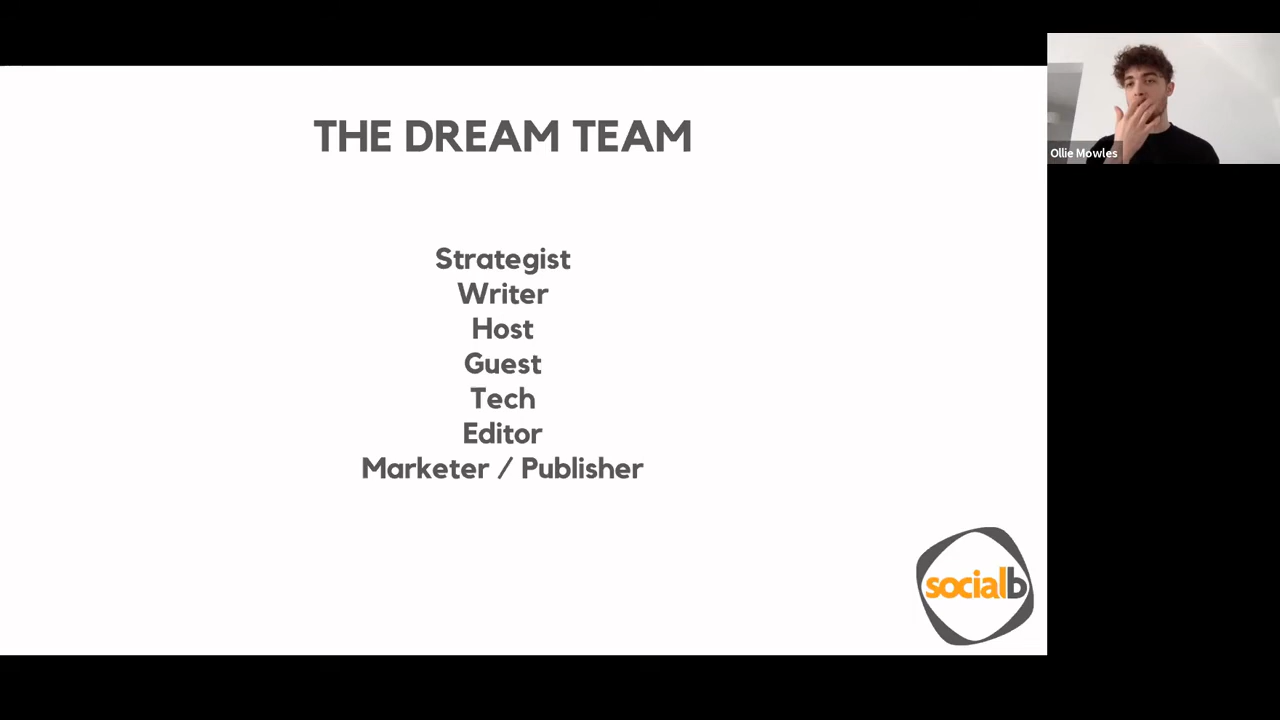 THE DREAM TEAM
Strategist
Writer
Host
Guest
Tech
Editor
Marketer / Publisher
socialb
Ollie Mowles